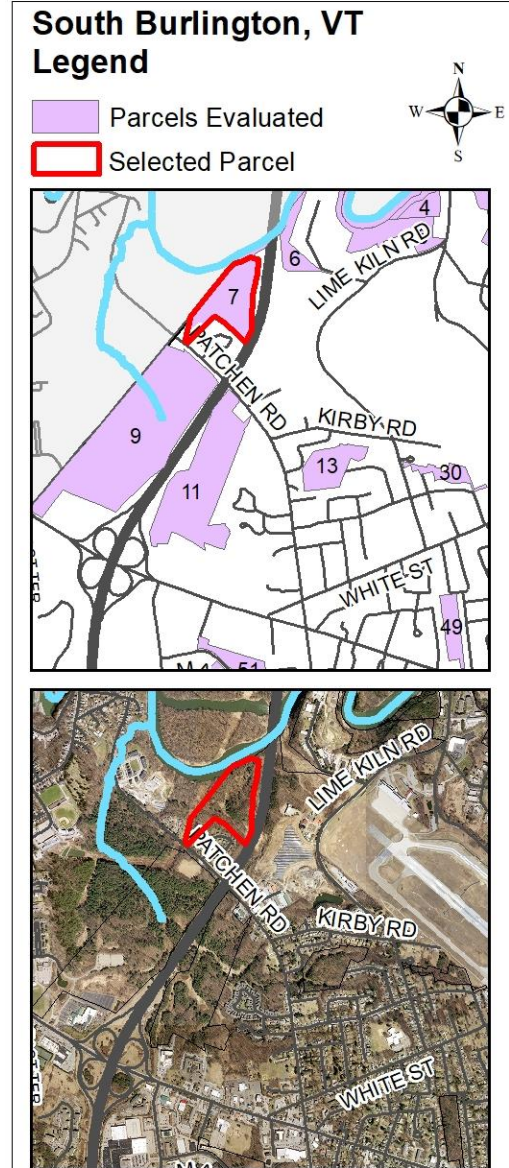 South Burlington, VT
Legend
N
W E
S
Parcels Evaluated
Selected Parcel
4
6
LIME KILN RD
7
PATCHEN RD
9
KIRBY RD
13
30
11
WHITE ST
49
51
LIME KILN RD
PATCHEN RD
KIRBY RD
WHITE ST